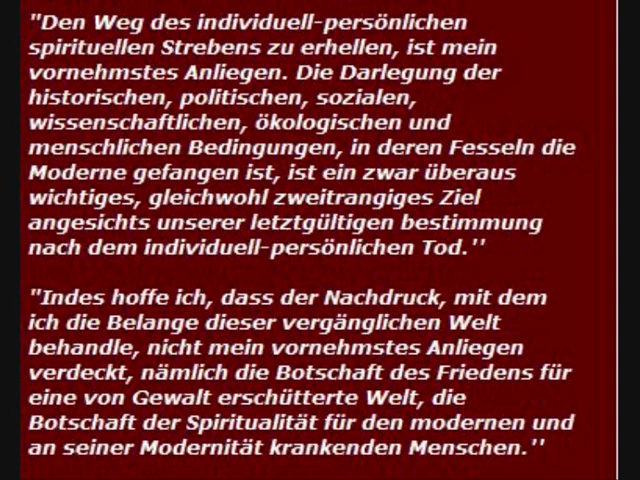 "Den Weg des individuell-persönlichen
spirituellen Strebens zu erhellen, ist mein
vornehmstes Anliegen. Die Darlegung der
historischen, politischen, sozialen,
wissenschaftlichen, ökologischen und
menschlichen Bedingungen, in deren Fesseln die
Moderne gefangen ist, ist ein zwar überaus
wichtiges, gleichwohl zweitrangiges Ziel
angesichts unserer letztgültigen bestimmung
nach dem individuell-persönlichen Tod.''
"Indes hoffe ich, dass der Nachdruck, mit dem
ich die Belange dieser vergänglichen Welt
behandle, nicht mein vornehmstes Anliegen
verdeckt, nämlich die Botschaft des Friedens für
eine von Gewalt erschütterte Welt, die
Botschaft der Spiritualität für den modernen und
an seiner Modernität krankenden Menschen.''